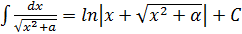 ∫ dx/√(x² + a) = ln|x + √(x² + α)| + C